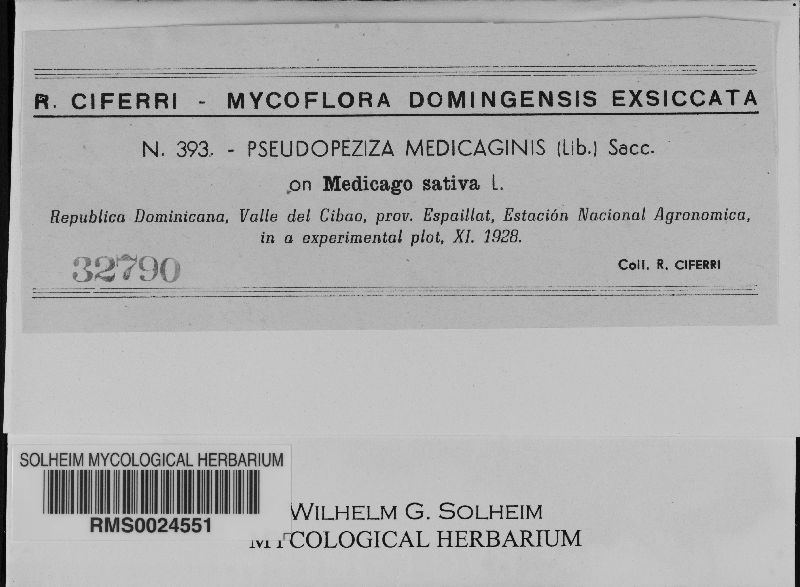 R. CIFERRI - MYCOFLORA DOMINGENSIS EXSICCATA
N. 393. - PSEUDOPEZIZA MEDICAGINIS (Lib.) Sacc.
on Medicago sativa L.
Republica Dominicana, Valle del Cibao, prov. Espaillat, Estación Nacional Agronomica,
in a experimental plot, XI. 1928.
32790
Coll. R. CIFERRI
SOLHEIM MYCOLOGICAL HERBARIUM
RMS0024551
WILHELM G. SOLHEIM
MYCOLOGICAL HERBARIUM